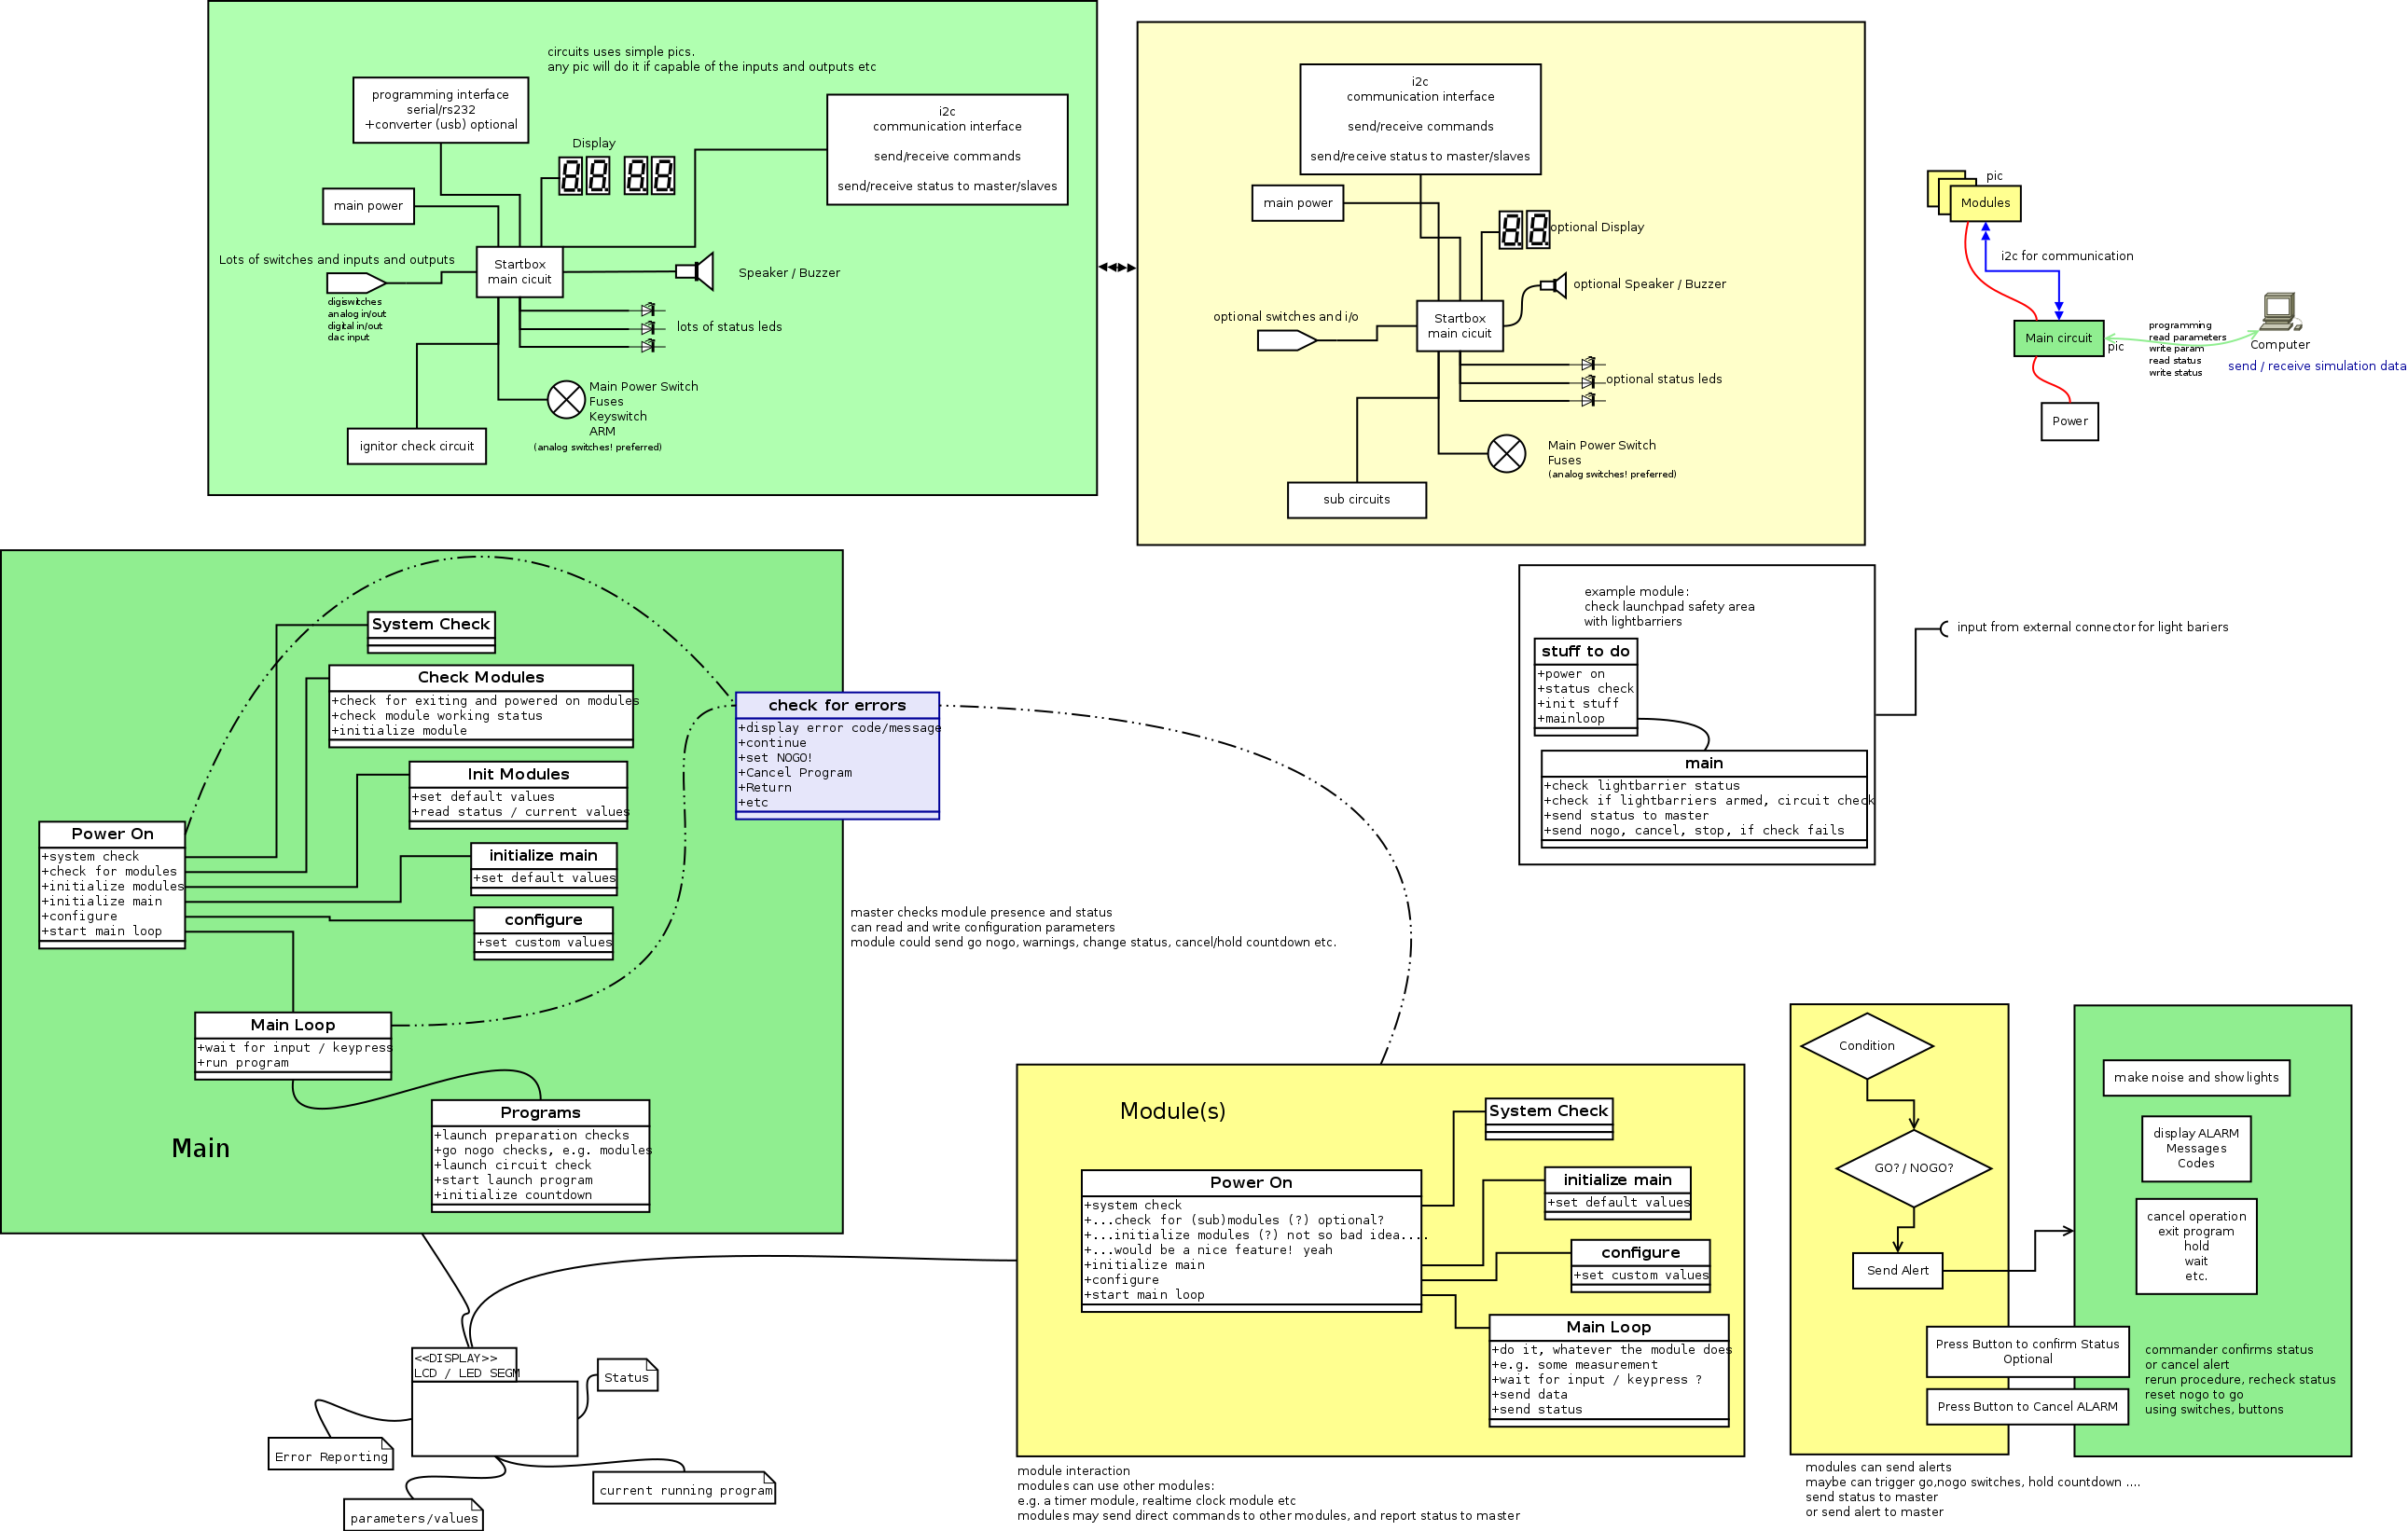 circuits uses simple pics.
any pic will do it if capable of the inputs and outputs etc
programming interface
serial/rs232
+converter (usb) optional
Display
i2c
communication interface
send/receive commands
send/receive status to master/slaves
main power
Lots of switches and inputs and outputs
digiswitches
analog in/out
digital in/out
dac input
Startbox
main cicuit
Speaker / Buzzer
lots of status leds
Main Power Switch
Fuses
Keyswitch
ARM
(analog switches! preferred)
ignitor check circuit
i2c
communication interface
send/receive commands
send/receive status to master/slaves
main power
optional Display
optional Speaker / Buzzer
optional switches and i/o
Startbox
main cicuit
optional status leds
Main Power Switch
Fuses
(analog switches! preferred)
sub circuits
pic
Modules
i2c for communication
Main circuit
pic
programming
read parameters
write param
read status
write status
Computer
send / receive simulation data
Power
System Check
Check Modules
+check for exiting and powered on modules
+check module working status
+initialize module
Init Modules
+set default values
+read status / current values
Power On
+system check
+check for modules
+initialize modules
+initialize main
+configure
+start main loop
initialize main
+set default values
configure
+set custom values
Main Loop
+wait for input / keypress
+run program
Programs
+launch preparation checks
+go nogo checks, e.g. modules
+launch circuit check
+start launch program
+initialize countdown
Main
check for errors
+display error code/message
+continue
+set NOGO!
+Cancel Program
+Return
+etc
master checks module presence and status
can read and write configuration parameters
module could send go nogo, warnings, change status, cancel/hold countdown etc.
example module:
check launchpad safety area
with lightbarriers
stuff to do
+power on
+status check
+init stuff
+mainloop
main
+check lightbarrier status
+check if lightbarriers armed, circuit check
+send status to master
+send nogo, cancel, stop, if check fails
input from external connector for light bariers
<<DISPLAY>>
LCD / LED SEGM
Status
Error Reporting
current running program
parameters/values
Module(s)
System Check
Power On
+system check
+...check for (sub)modules (?) optional?
+...initialize modules (?) not so bad idea....
+...would be a nice feature! yeah
+initialize main
+configure
+start main loop
initialize main
+set default values
configure
+set custom values
Main Loop
+do it, whatever the module does
+e.g. some measurement
+wait for input / keypress ?
+send data
+send status
module interaction
modules can use other modules:
e.g. a timer module, realtime clock module etc
modules may send direct commands to other modules, and report status to master
Condition
GO? / NOGO?
Send Alert
make noise and show lights
display ALARM
Messages
Codes
cancel operation
exit program
hold
wait
etc.
Press Button to confirm Status
Optional
Press Button to Cancel ALARM
commander confirms status
or cancel alert
rerun procedure, recheck status
reset nogo to go
using switches, buttons
modules can send alerts
maybe can trigger go,nogo switches, hold countdown ....
send status to master
or send alert to master